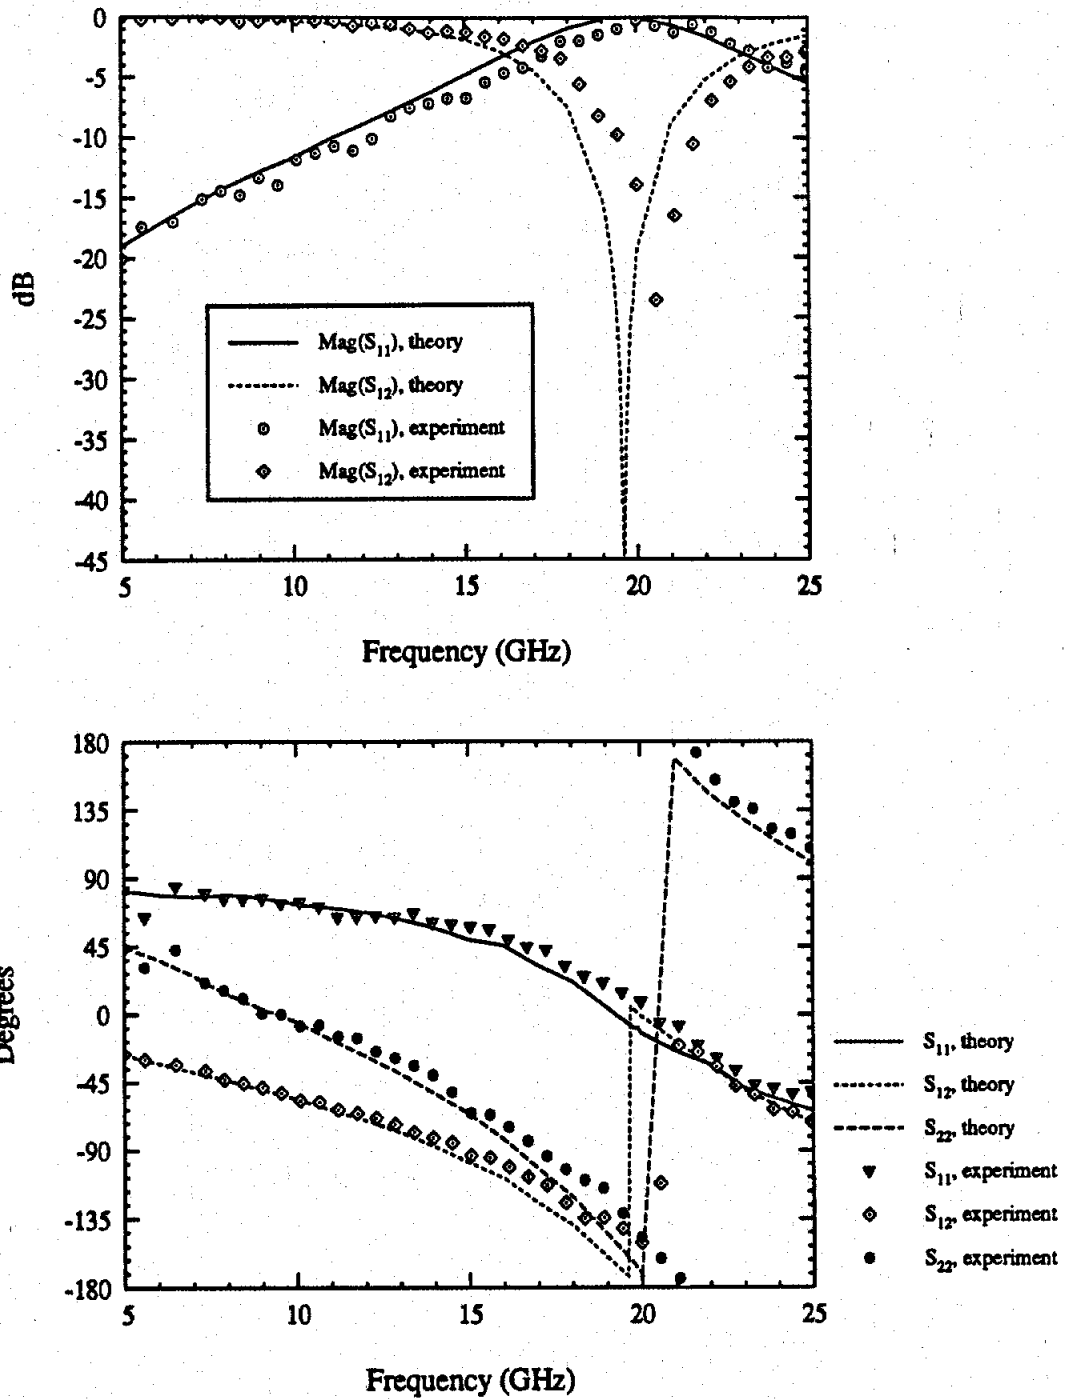 0
-5
-10
-15
-20
-25
-30
-35
-40
-45
dB
Mag(S11), theory
Mag(S12), theory
Mag(S11), experiment
Mag(S12), experiment
5 10 15 20 25
Frequency (GHz)
180
135
90
45
0
-45
-90
-135
-180
Degrees
5 10 15 20 25
Frequency (GHz)
S11, theory
S12, theory
S22, theory
S11, experiment
S12, experiment
S22, experiment